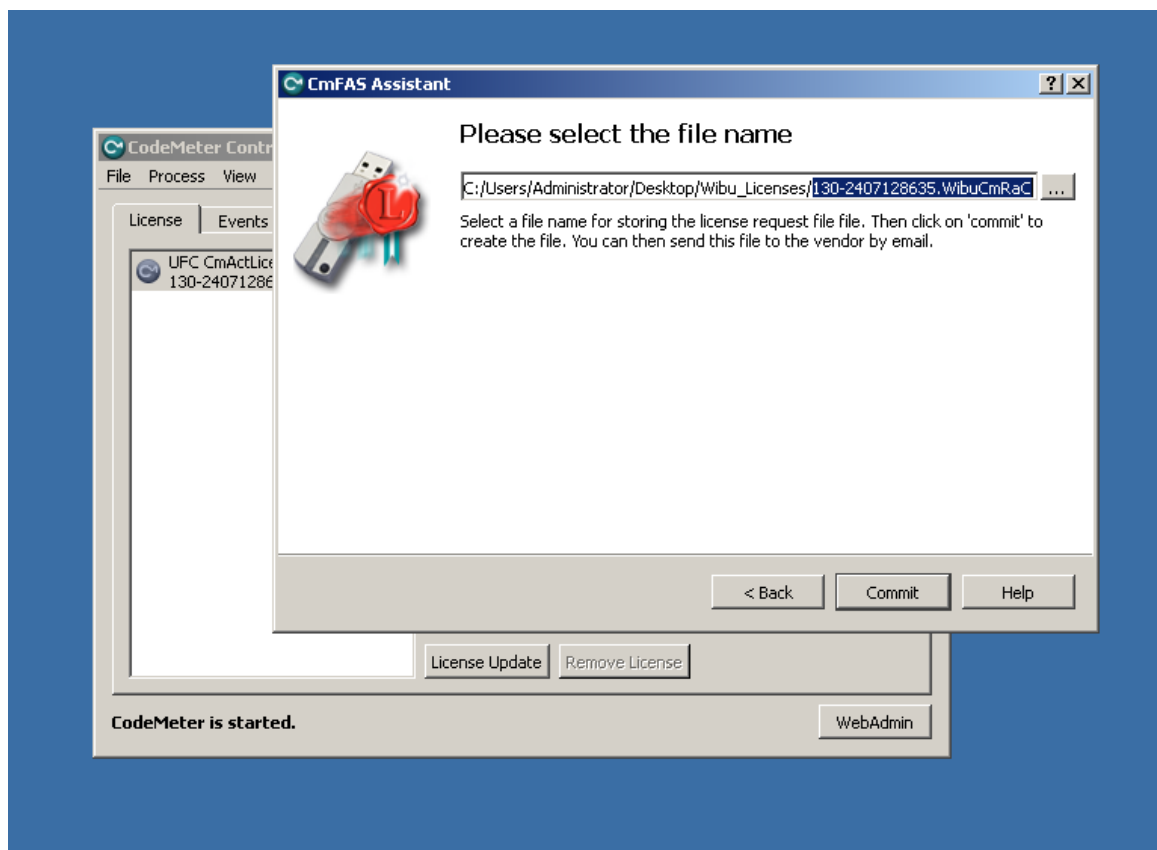 CmFAS Assistant
Please select the file name
C:/Users/Administrator/Desktop/Wibu_Licenses/130-2407128635.WibuCmRaC
...
Select a file name for storing the license request file file. Then click on 'commit' to
create the file. You can then send this file to the vendor by email.
< Back Commit Help
CodeMeter Contr
File Process View
License Events
UFC CmActLice
130-24071286
L
License Update Remove License
CodeMeter is started.
WebAdmin